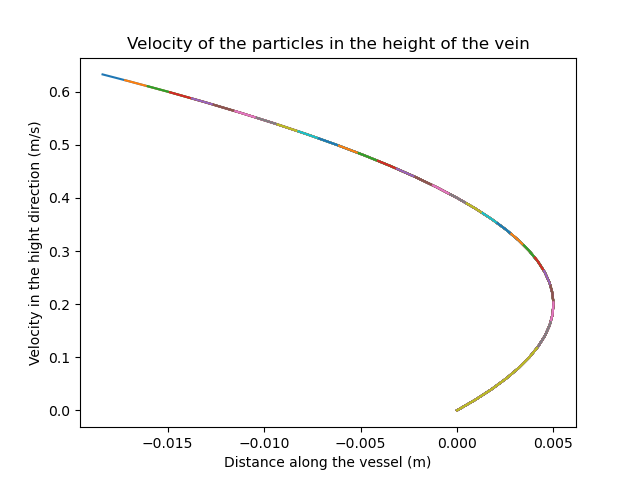 Velocity of the particles in the height of the vein
Velocity in the hight direction (m/s)
0.6
0.5
0.4
0.3
0.2
0.1
0.0
−0.015 −0.010 −0.005 0.000 0.005
Distance along the vessel (m)